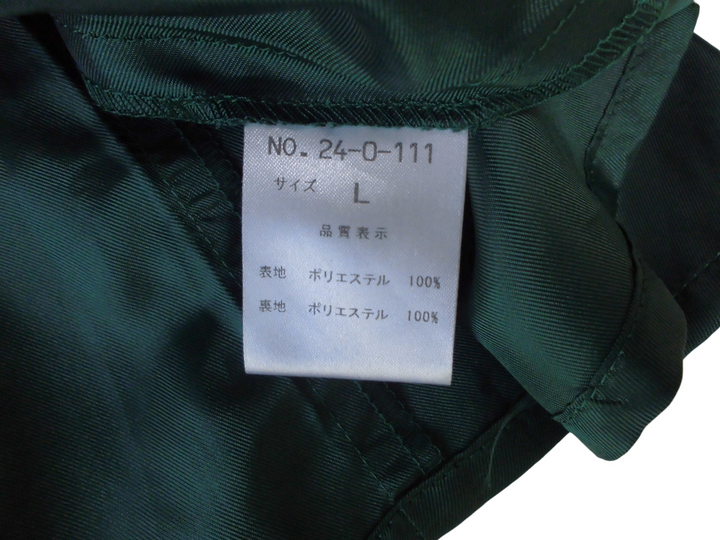 NO. 24-0-111
サイズ L
品質表示
表地 ポリエステル 100%
裏地 ポリエステル 100%